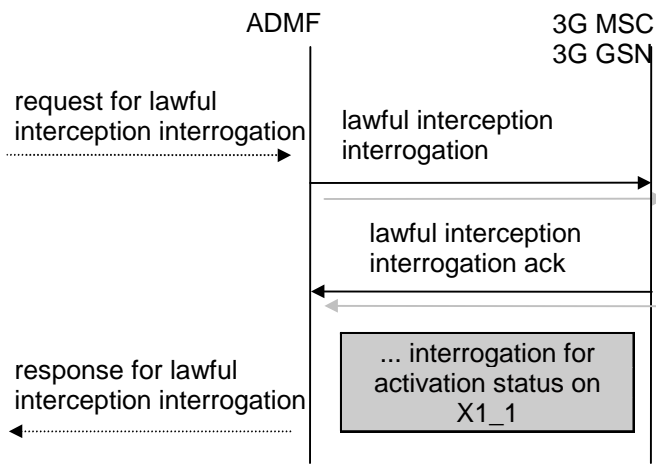 ADMF
3G MSC
3G GSN
request for lawful
interception interrogation
lawful interception
interrogation
lawful interception
interrogation ack
... interrogation for
activation status on
X1_1
response for lawful
interception interrogation